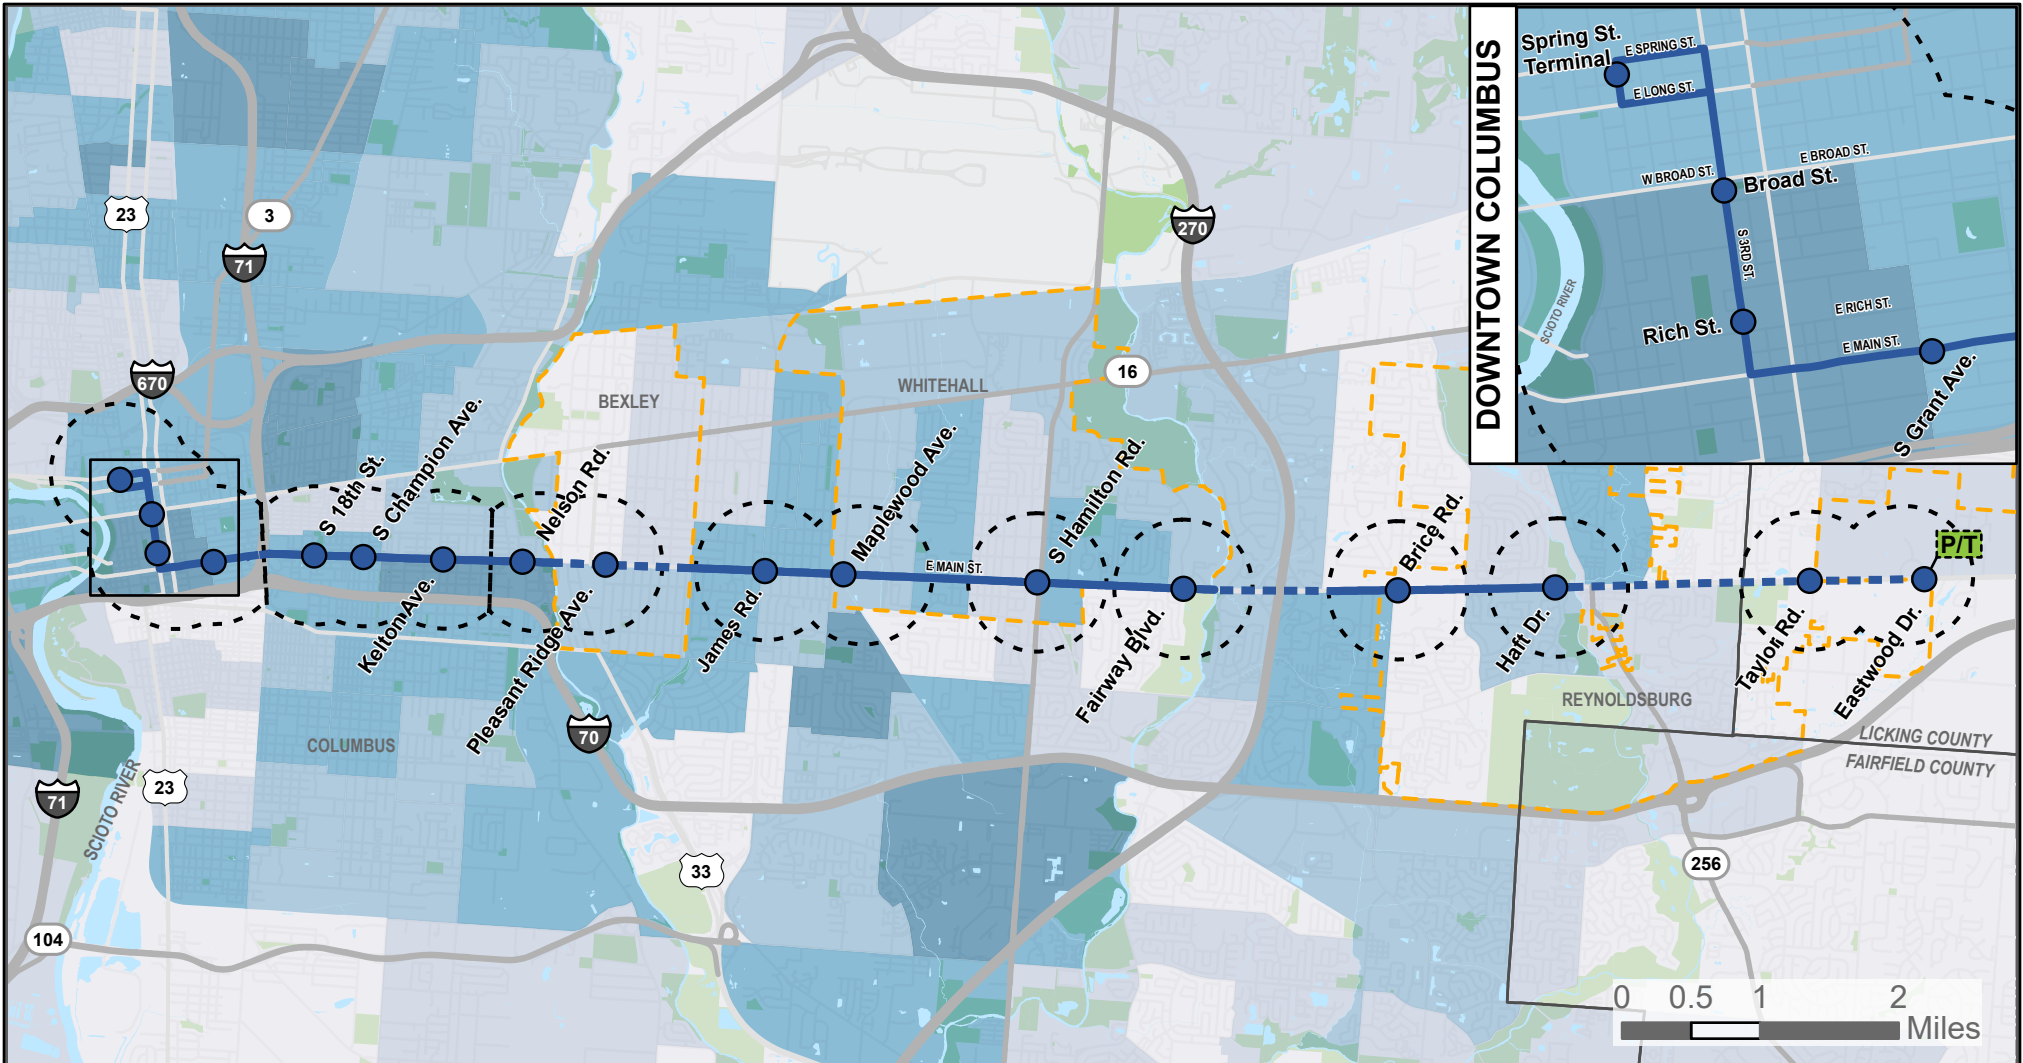 DOWNTOWN COLUMBUS
Spring St.
Terminal
E SPRING ST.
E LONG ST.
W BROAD ST.
E BROAD ST.
Broad St.
S 3RD ST.
SCIOTO RIVER
E RICH ST.
Rich St.
E MAIN ST.
S Grant Ave.
23
3
71
270
670
16
BEXLEY
WHITEHALL
S 18th St.
S Champion Ave.
Nelson Rd.
Maplewood Ave.
S Hamilton Rd.
Brice Rd.
P/T
E MAIN ST.
Kelton Ave.
Pleasant Ridge Ave.
James Rd.
Fairway Blvd.
Haft Dr.
Taylor Rd.
Eastwood Dr.
REYNOLDSBURG
COLUMBUS
70
LICKING COUNTY
FAIRFIELD COUNTY
71
23
SCIOTO RIVER
33
256
104
0 0.5 1 2
Miles